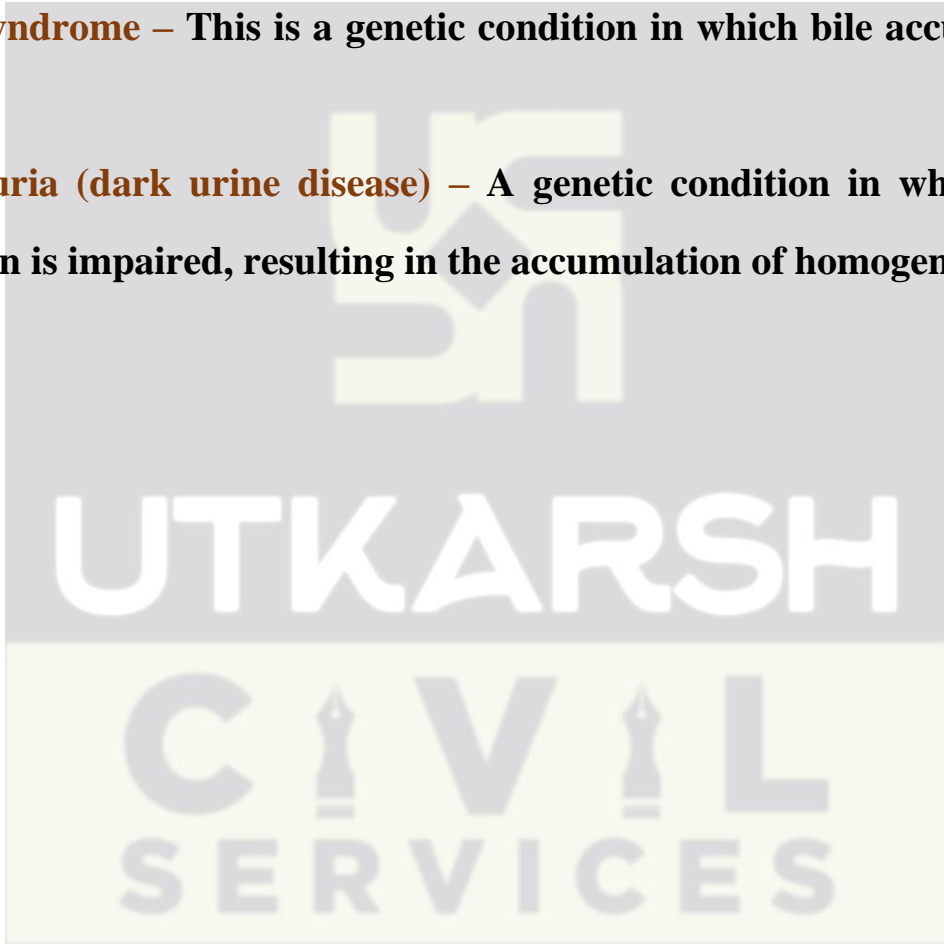 yndrome – This is a genetic condition in which bile accu
uria (dark urine disease) – A genetic condition in wh
n is impaired, resulting in the accumulation of homogen
UTKARSH
CIVIL
SERVICES